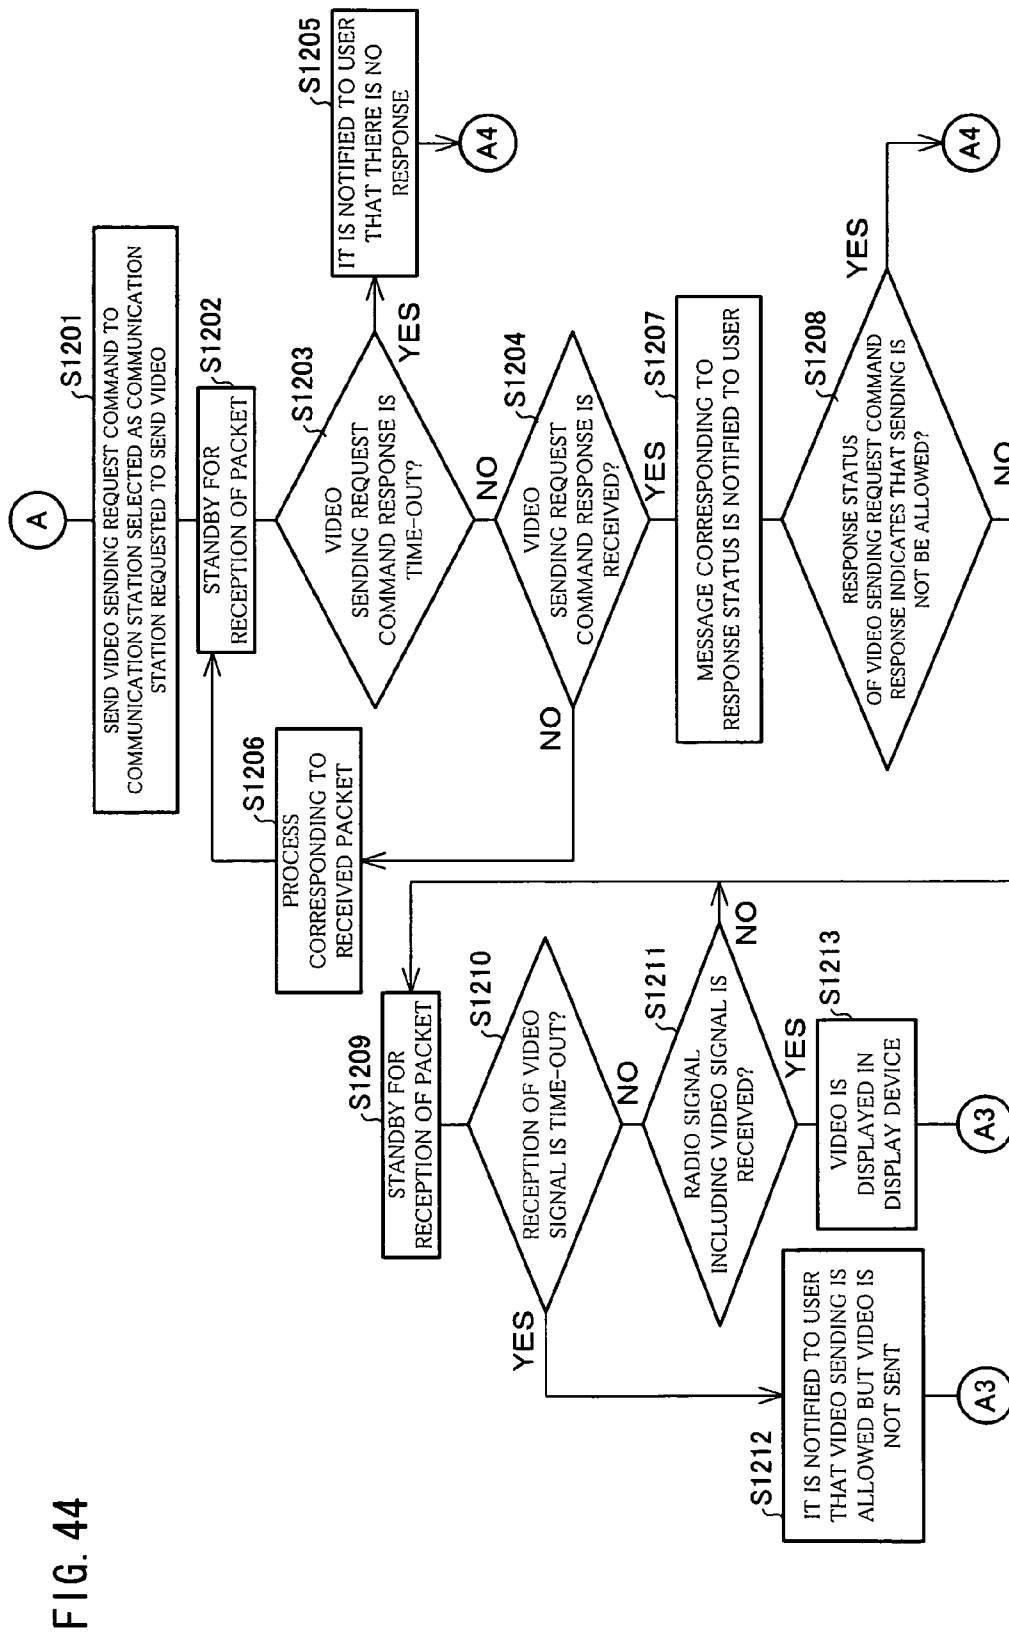 FIG. 44
A
S1201
SEND VIDEO SENDING REQUEST COMMAND TO
COMMUNICATION STATION SELECTED AS COMMUNICATION
STATION REQUESTED TO SEND VIDEO
S1202
STANDBY FOR
RECEPTION OF PACKET
S1203
VIDEO
SENDING REQUEST
COMMAND RESPONSE IS
TIME-OUT?
YES
S1205
IT IS NOTIFIED TO USER
THAT THERE IS NO
RESPONSE
A4
NO
S1204
VIDEO
SENDING REQUEST
COMMAND RESPONSE IS
RECEIVED?
NO
S1206
PROCESS
CORRESPONDING TO
RECEIVED PACKET
YES
S1207
MESSAGE CORRESPONDING TO
RESPONSE STATUS IS NOTIFIED TO USER
S1208
RESPONSE STATUS
OF VIDEO SENDING REQUEST COMMAND
RESPONSE INDICATES THAT SENDING IS
NOT BE ALLOWED?
YES
A4
NO
S1209
STANDBY FOR
RECEPTION OF PACKET
S1210
RECEPTION OF VIDEO
SIGNAL IS TIME-OUT?
YES
NO
S1211
RADIO SIGNAL
INCLUDING VIDEO SIGNAL IS
RECEIVED?
NO
YES
S1213
VIDEO IS
DISPLAYED IN
DISPLAY DEVICE
A3
S1212
IT IS NOTIFIED TO USER
THAT VIDEO SENDING IS
ALLOWED BUT VIDEO IS
NOT SENT
A3